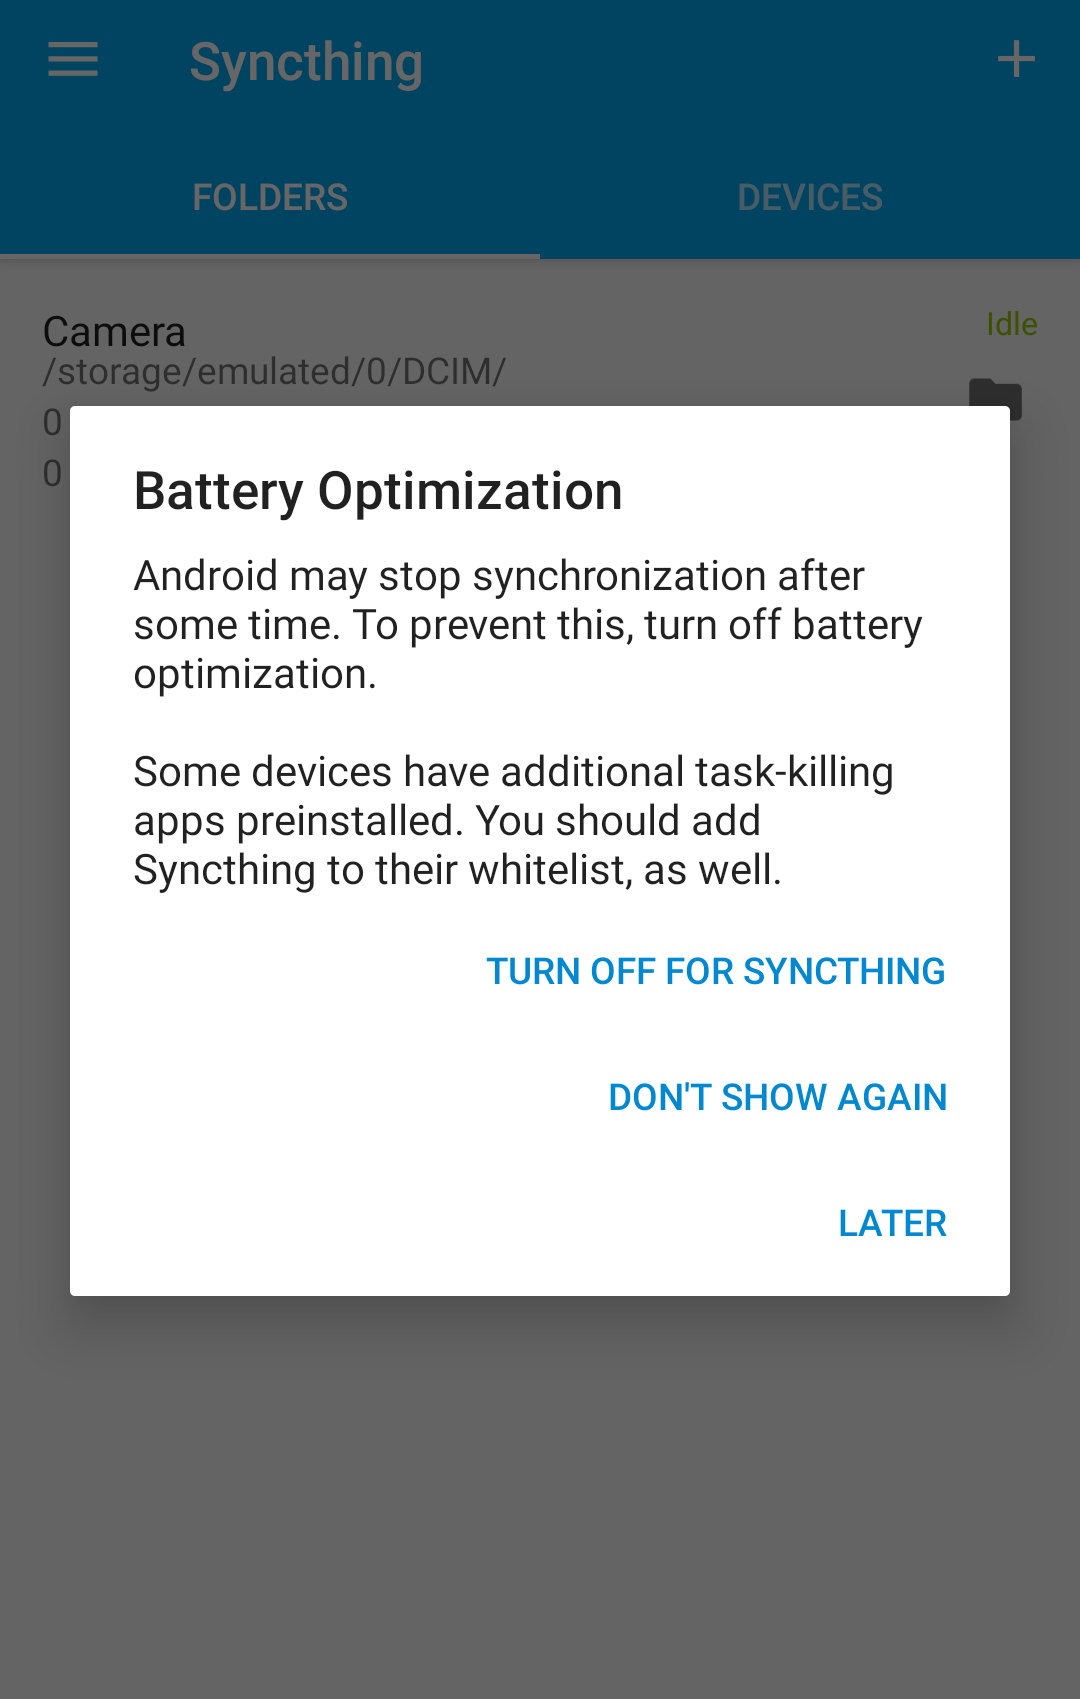 Syncthing
FOLDERS
DEVICES
Camera
Idle
/storage/emulated/0/DCIM/
0
0
Battery Optimization
Android may stop synchronization after
some time. To prevent this, turn off battery
optimization.
Some devices have additional task-killing
apps preinstalled. You should add
Syncthing to their whitelist, as well.
TURN OFF FOR SYNCTHING
DON'T SHOW AGAIN
LATER